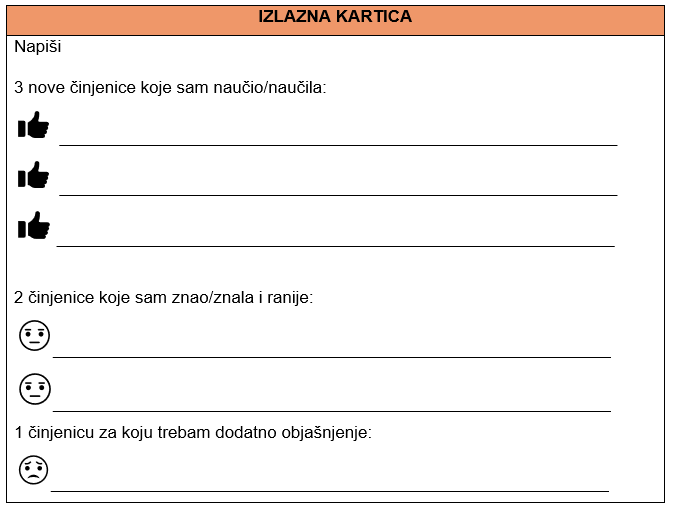 IZLAZNA KARTICA
Napiši
3 nove činjenice koje sam naučio/naučila:
2 činjenice koje sam znao/znala i ranije:
1 činjenicu za koju trebam dodatno objašnjenje: